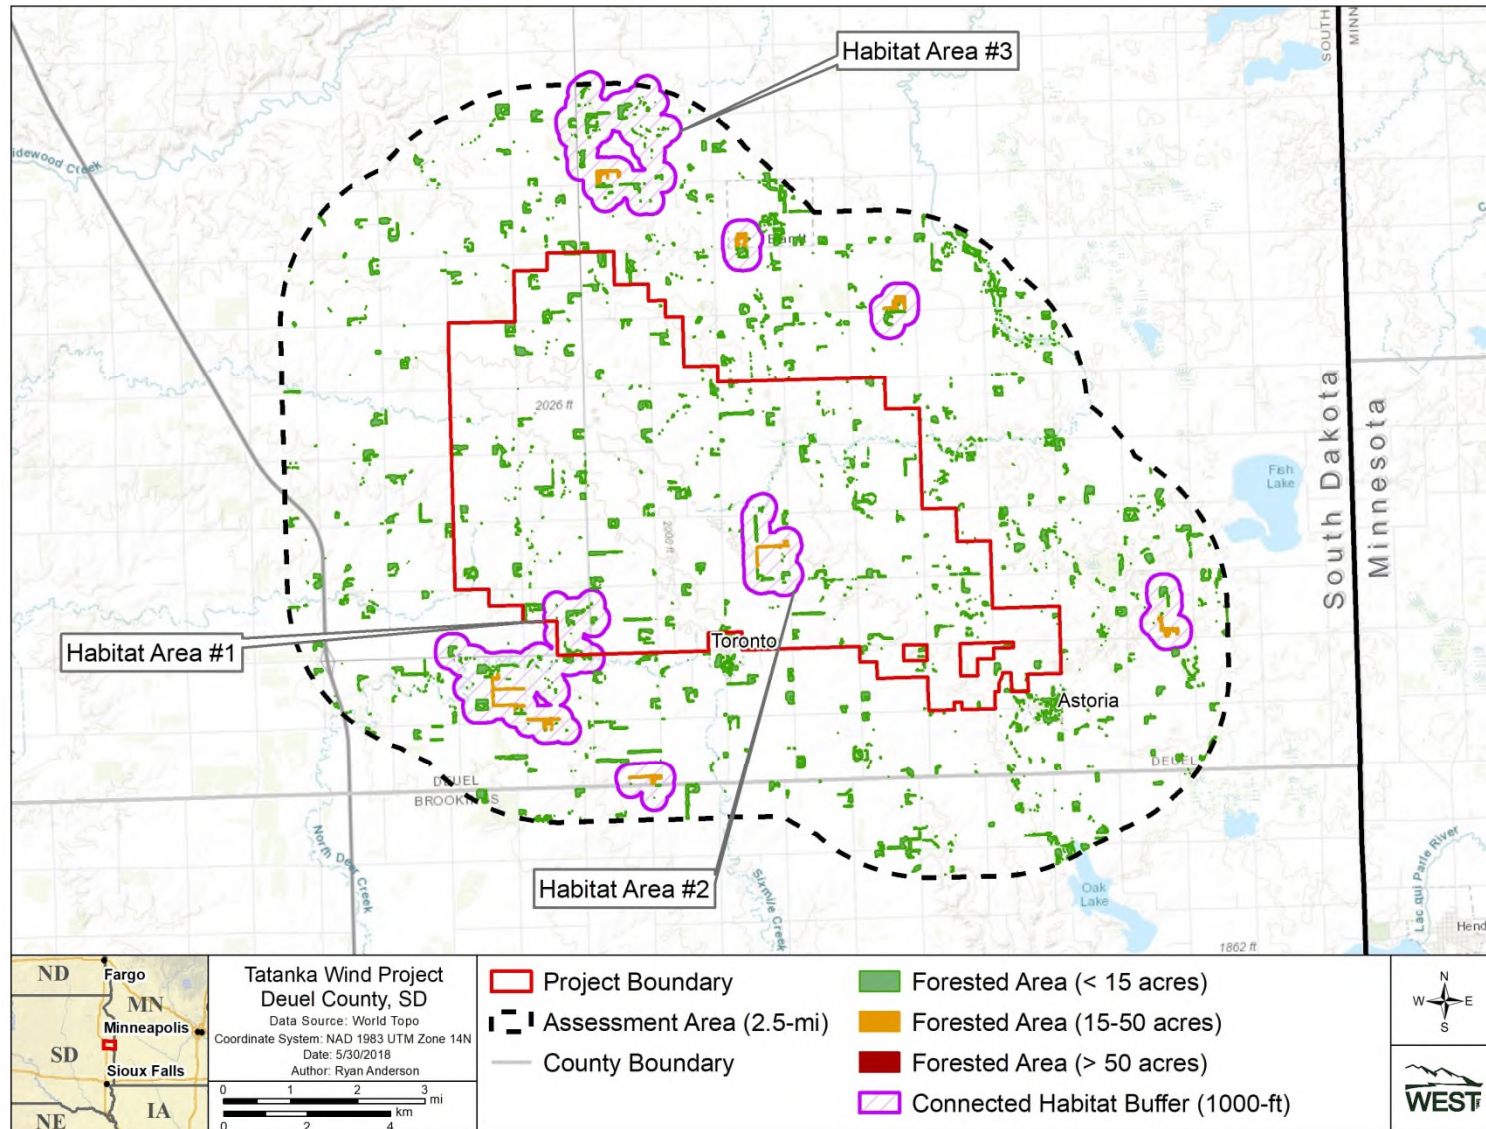 Habitat Area #3
SOUTH
MINN
idewood Creek
2026 ft
2000 ft
Fish
Lake
South Dakota
Minnesota
Habitat Area #1
Toronto
Astoria
DEUEL
BROOKINGS
DEUEL
North Deer Creek
Habitat Area #2
Sixmile Creek
Oak
Lake
Lac qui Parle River
Hend
1862 ft
ND
Fargo
MN
Minneapolis
SD
Sioux Falls
NE
IA
Tatanka Wind Project
Deuel County, SD
Data Source: World Topo
Coordinate System: NAD 1983 UTM Zone 14N
Date: 5/30/2018
Author: Ryan Anderson
0 1 2 3
mi
km
0 2 4
Project Boundary
Assessment Area (2.5-mi)
County Boundary
Forested Area (< 15 acres)
Forested Area (15-50 acres)
Forested Area (> 50 acres)
Connected Habitat Buffer (1000-ft)
N
W E
S
WEST